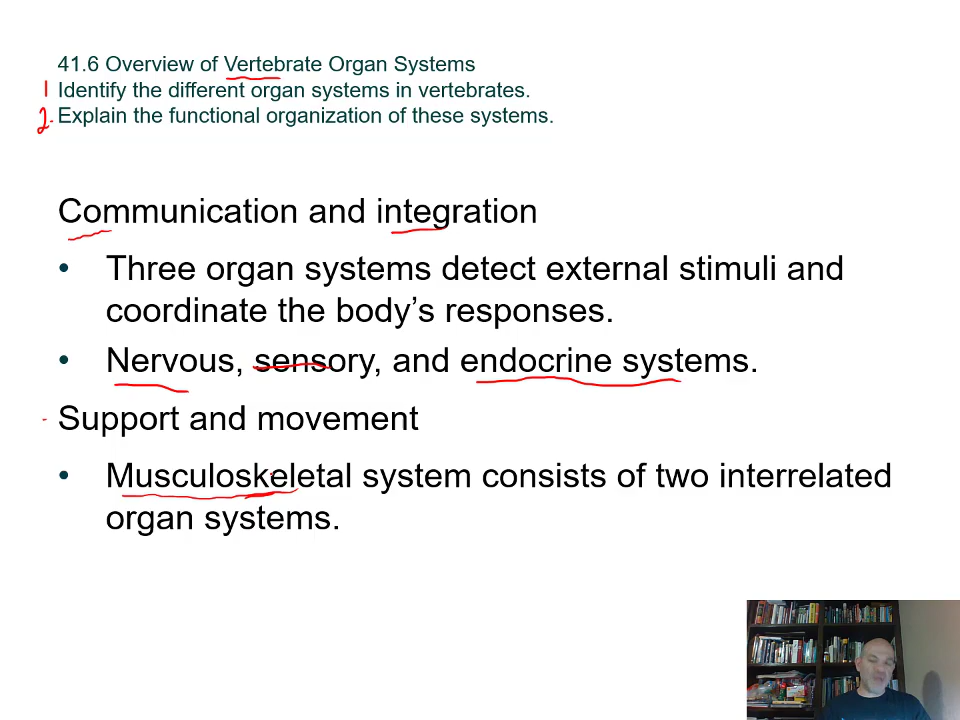 41.6 Overview of Vertebrate Organ Systems
1 Identify the different organ systems in vertebrates.
2. Explain the functional organization of these systems.
Communication and integration
• Three organ systems detect external stimuli and
coordinate the body’s responses.
• Nervous, sensory, and endocrine systems.
Support and movement
• Musculoskeletal system consists of two interrelated
organ systems.